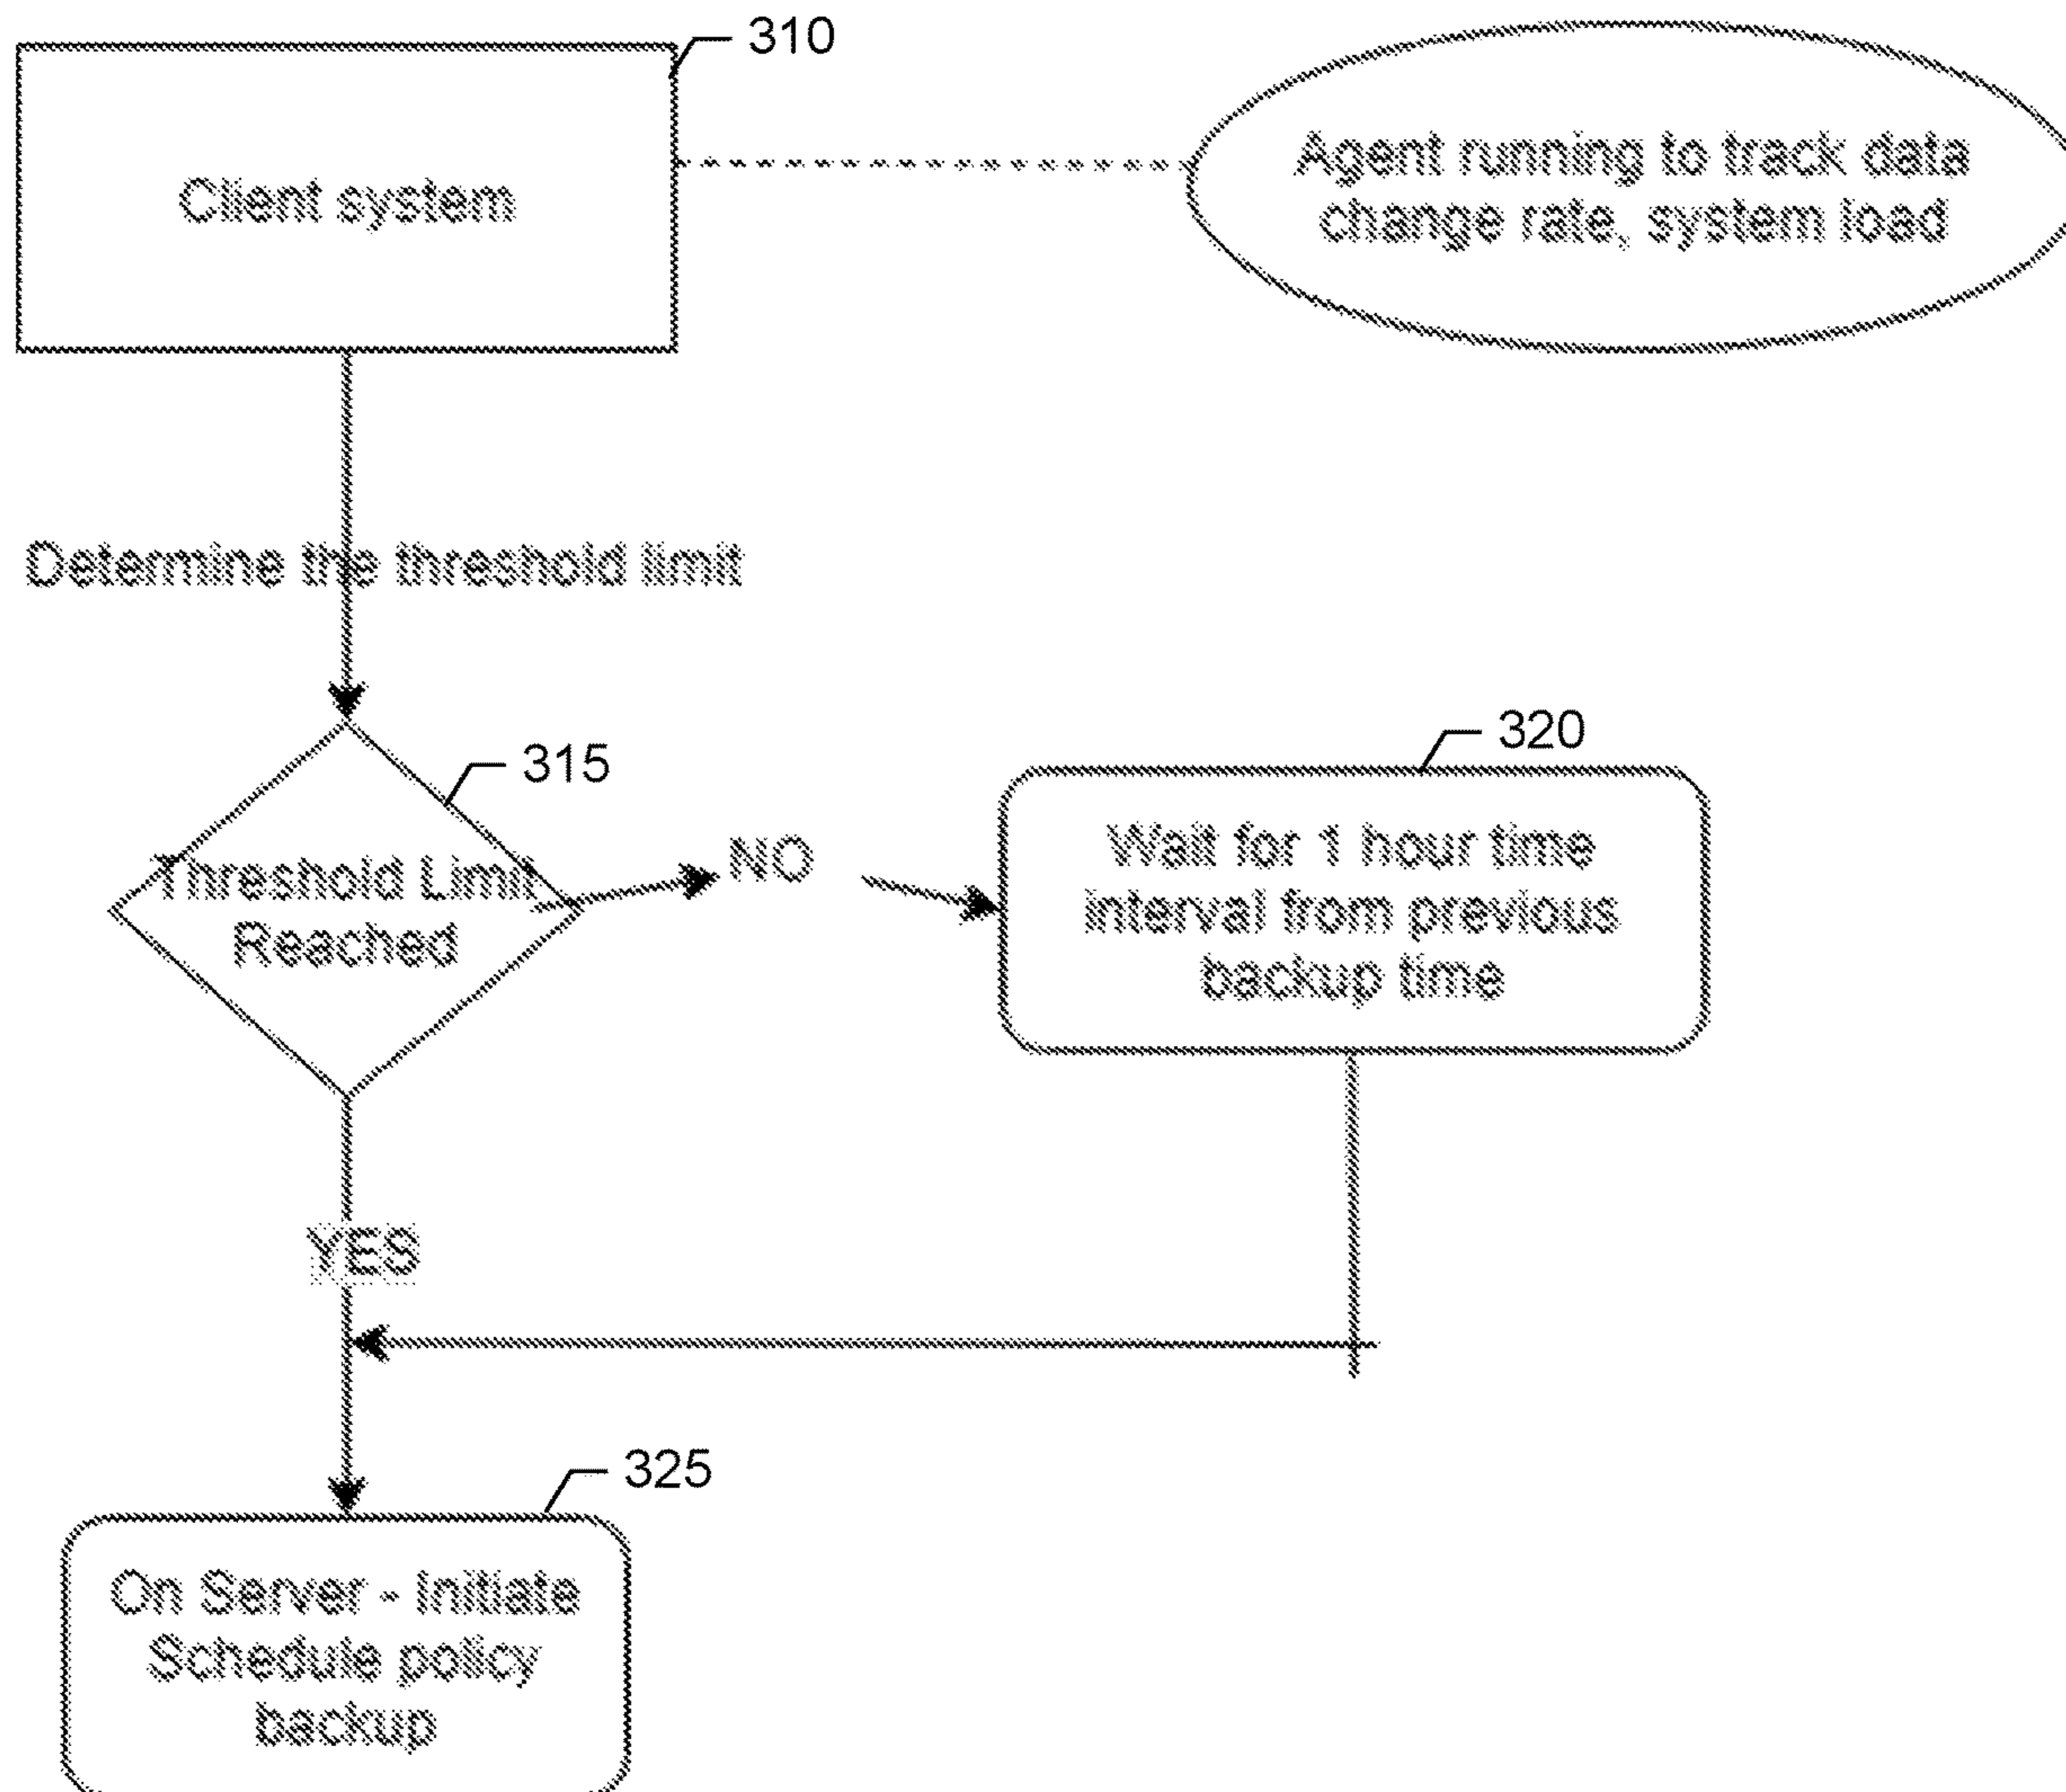 310
Client system
Agent running to track data
change rate, system load
Determine the threshold limit
315
Threshold Limit
Reached
NO
320
Wait for 1 hour time
interval from previous
backup time
YES
325
On Server - Initiate
Schedule policy
backup